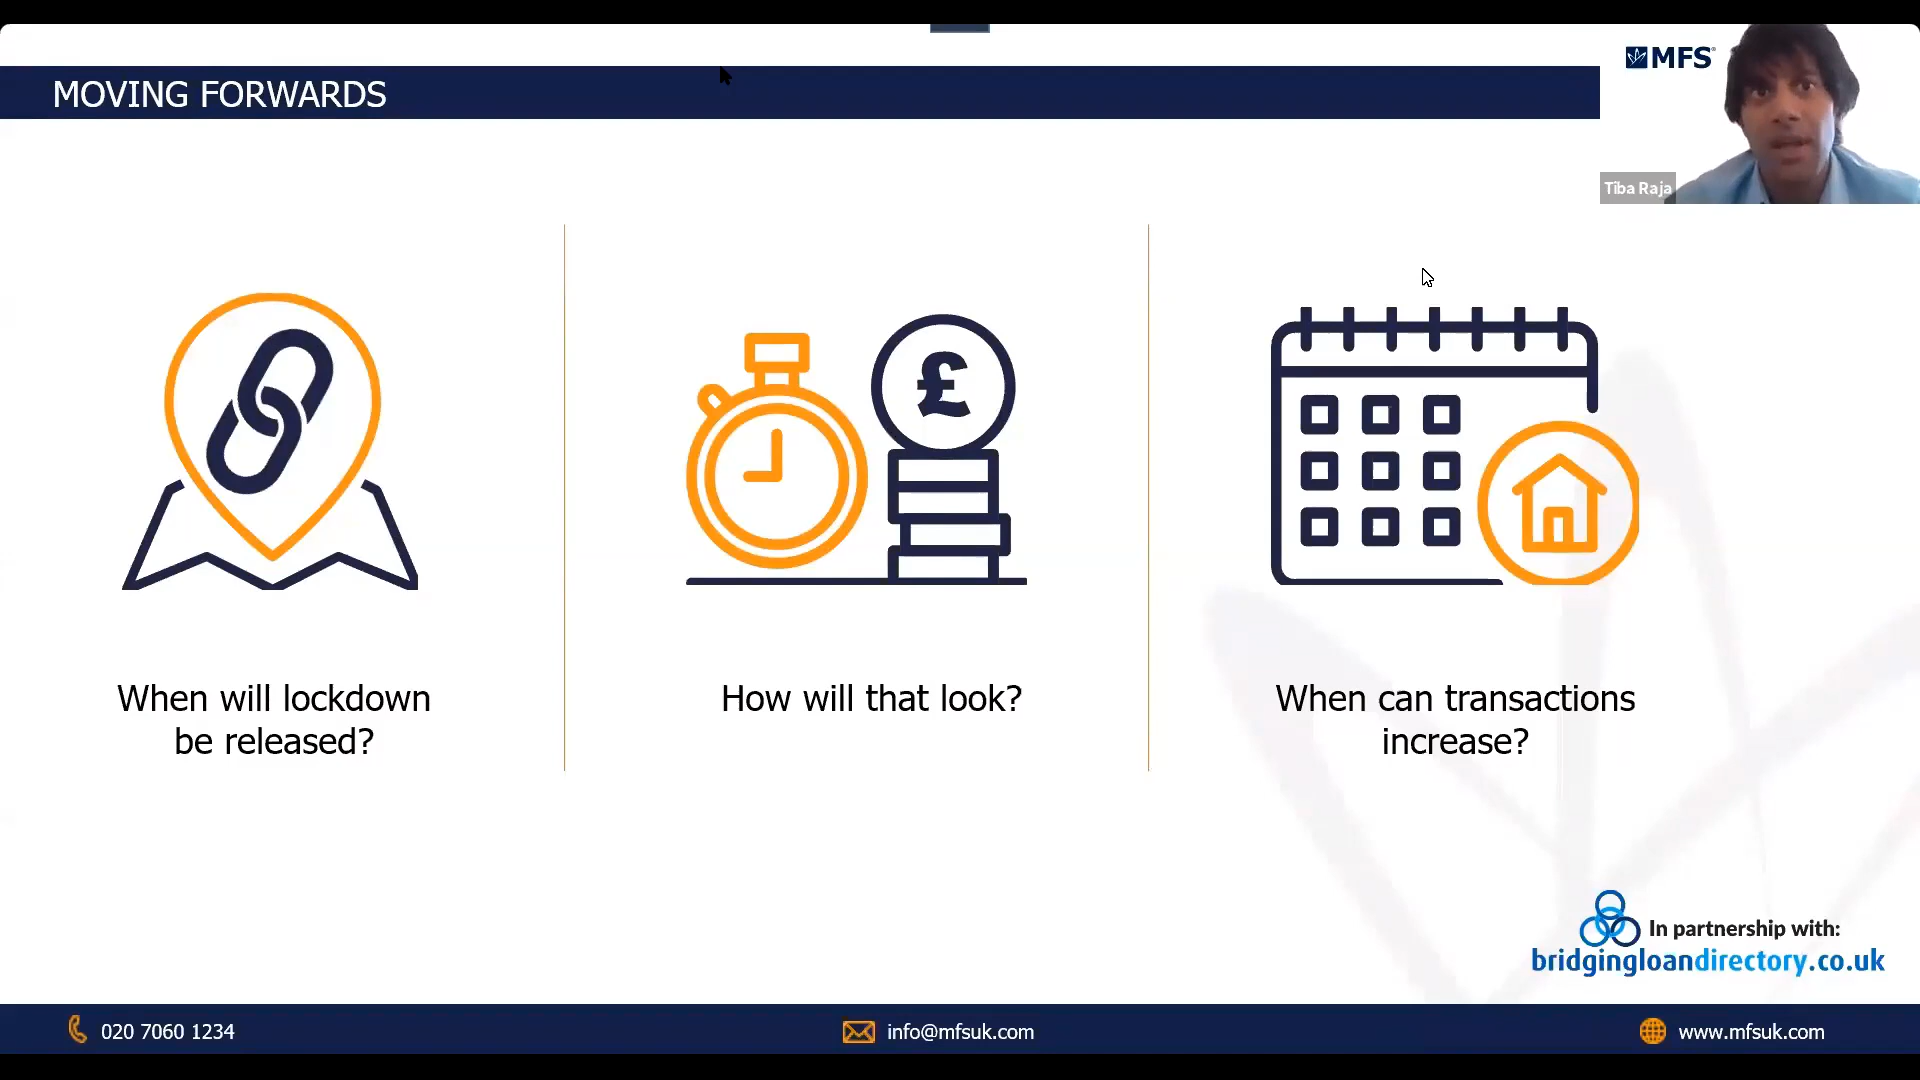 MOVING FORWARDS
MFS
Tiba Raja
£
When will lockdown
be released?
How will that look?
When can transactions
increase?
In partnership with:
bridgingloandirectory.co.uk
020 7060 1234
info@mfsuk.com
www.mfsuk.com